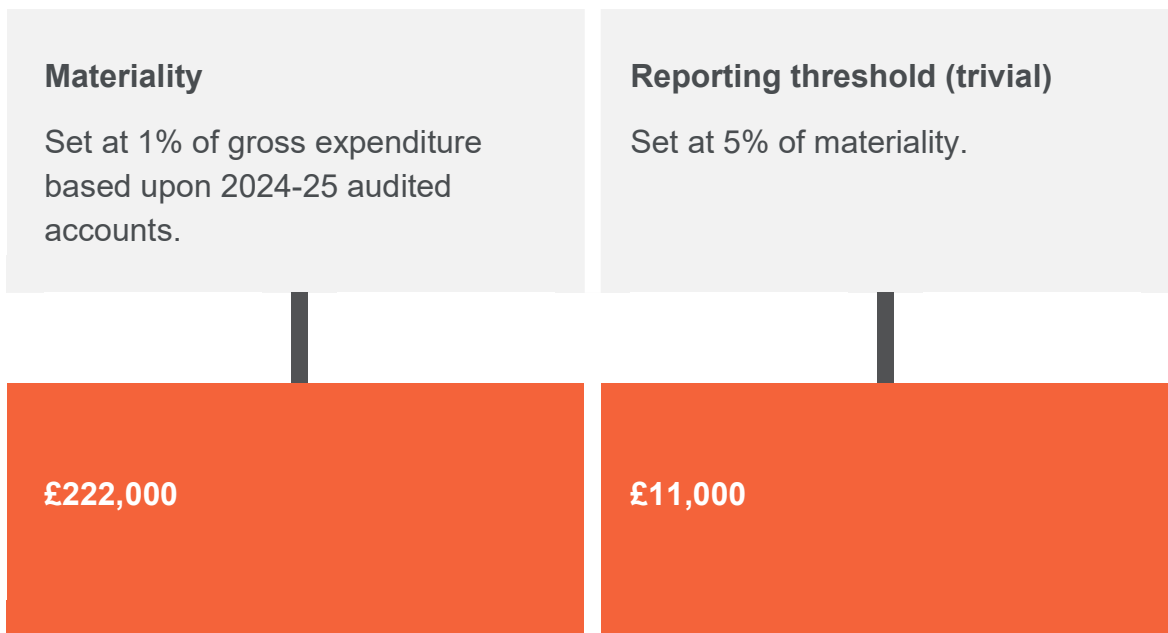 Materiality
Set at 1% of gross expenditure
based upon 2024-25 audited
accounts.
£222,000
Reporting threshold (trivial)
Set at 5% of materiality.
£11,000